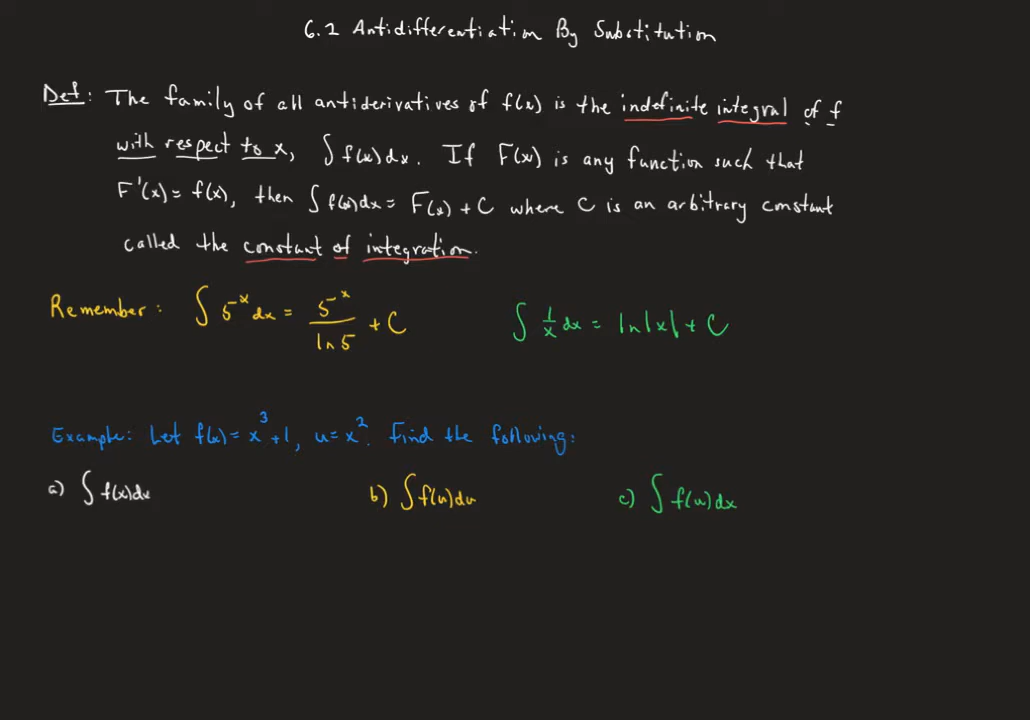 6.2 Antidifferentiation By Substitution
Def: The family of all antiderivatives of f(x) is the indefinite integral of f
with respect to x, ∫ f(x)dx. If F(x) is any function such that
F'(x) = f(x), then ∫ f(x)dx = F(x) + C where C is an arbitrary constant
called the constant of integration.
Remember: ∫ 5^-x dx = 5^-x / ln 5 + C ∫ 1/x dx = ln|x| + C
Example: Let f(x) = x^3 + 1, u = x^2. Find the following:
a) ∫ f(x)dx b) ∫ f(u)du c) ∫ f(u)dx